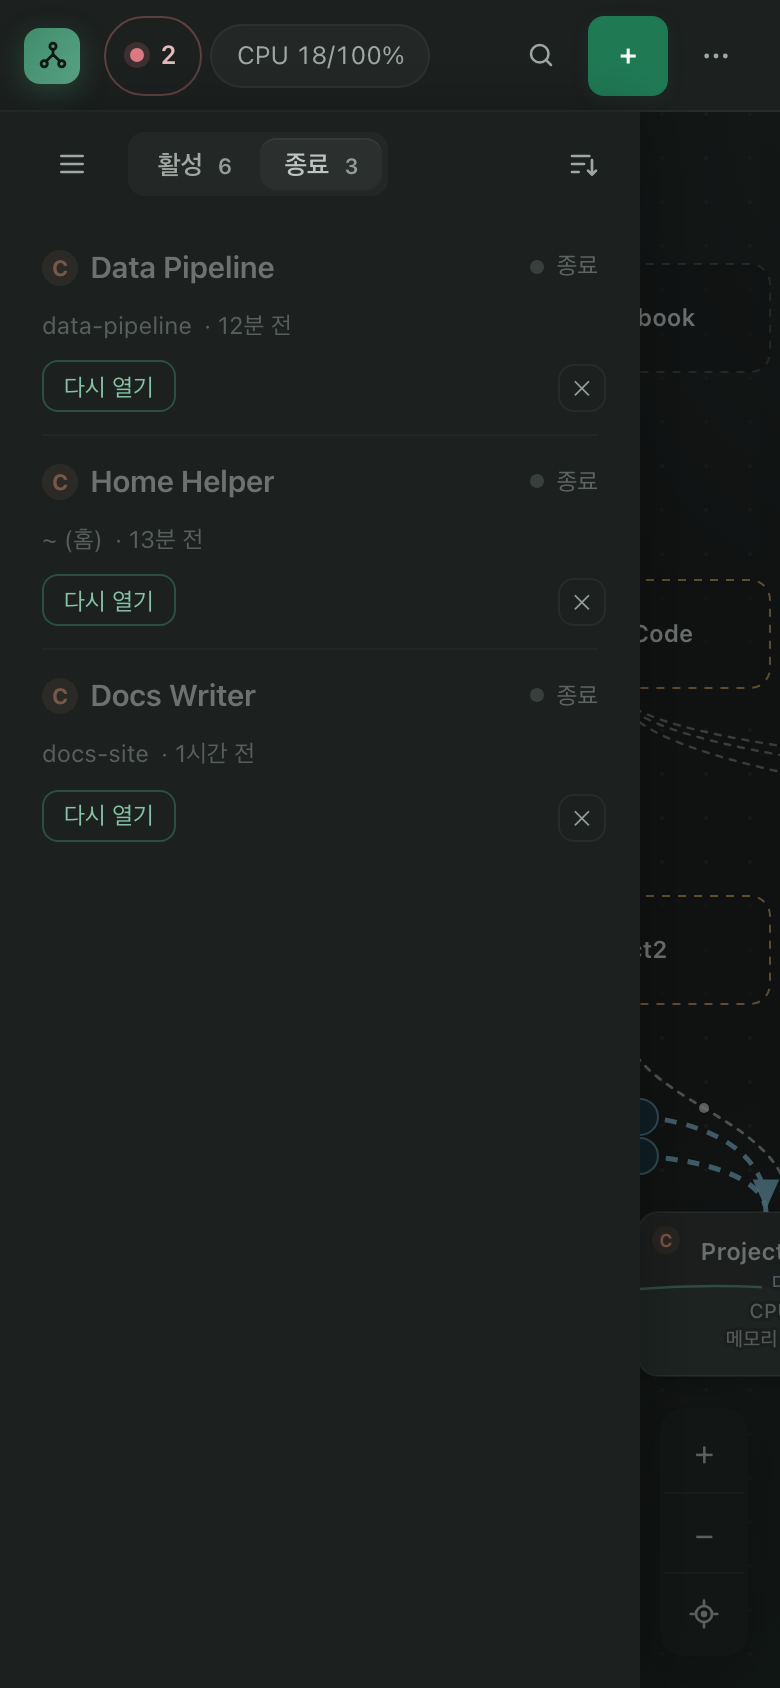 2
CPU 18/100%
+
...
활성 6
종료 3
C Data Pipeline
종료
data-pipeline · 12분 전
다시 열기
C Home Helper
종료
~ (홈) · 13분 전
다시 열기
C Docs Writer
종료
docs-site · 1시간 전
다시 열기
book
Code
t2
C Project
CPU
메모리
+
−